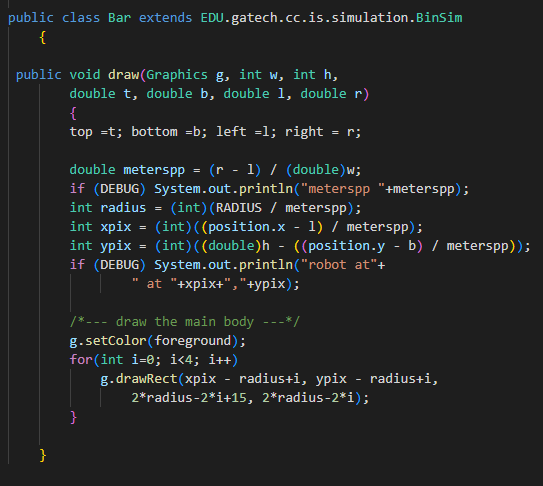 public class Bar extends EDU.gatech.cc.is.simulation.BinSim
{
public void draw(Graphics g, int w, int h,
double t, double b, double l, double r)
{
top =t; bottom =b; left =l; right = r;
double meterspp = (r - l) / (double)w;
if (DEBUG) System.out.println("meterspp "+meterspp);
int radius = (int)(RADIUS / meterspp);
int xpix = (int)((position.x - l) / meterspp);
int ypix = (int)((double)h - ((position.y - b) / meterspp));
if (DEBUG) System.out.println("robot at"+
" at "+xpix+","+ypix);
/*--- draw the main body ---*/
g.setColor(foreground);
for(int i=0; i<4; i++)
g.drawRect(xpix - radius+i, ypix - radius+i,
2*radius-2*i+15, 2*radius-2*i);
}
}